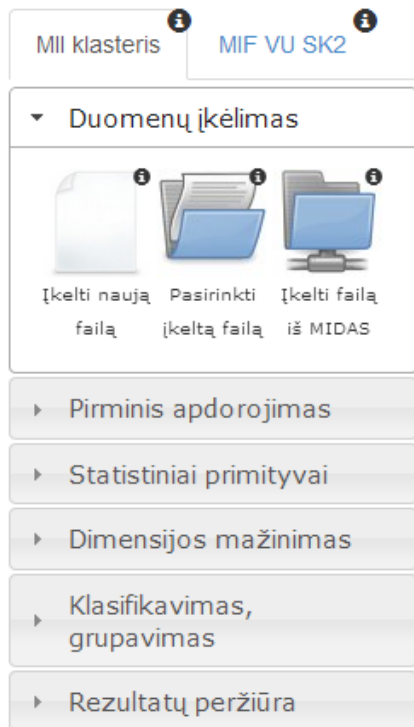 MII klasteris
MIF VU SK2
Duomenų įkėlimas
Įkelti naują
failą
Pasirinkti
įkeltą failą
Įkelti failą
iš MIDAS
Pirminis apdorojimas
Statistiniai primityvai
Dimensijos mažinimas
Klasifikavimas,
grupavimas
Rezultatų peržiūra